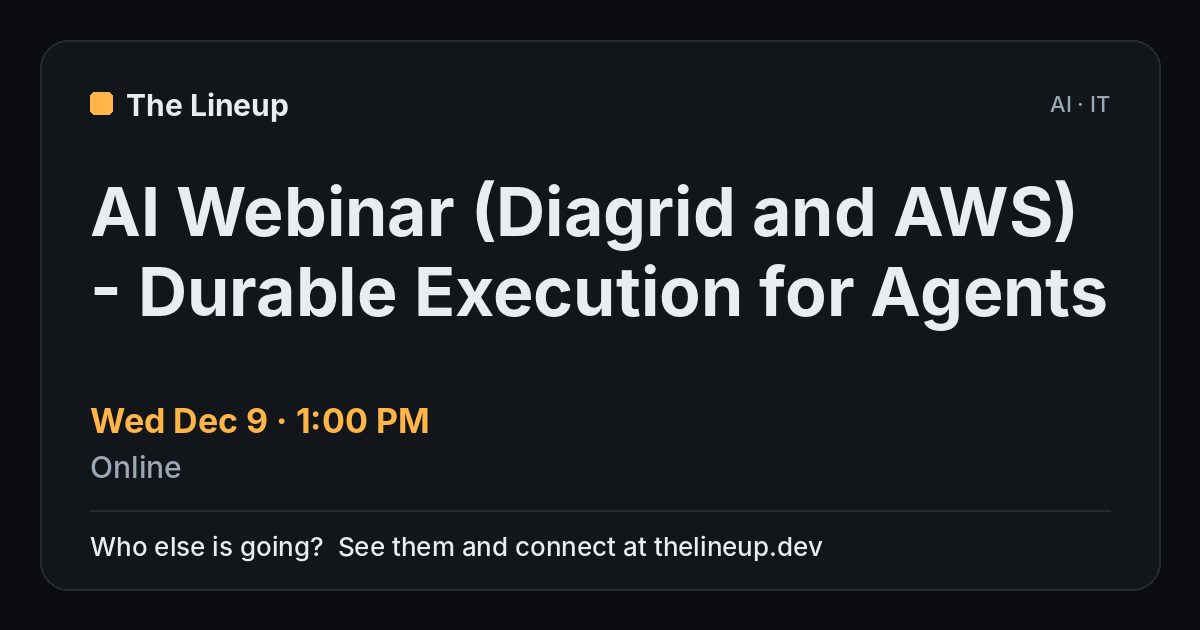 The Lineup
AI · IT
AI Webinar (Diagrid and AWS)
- Durable Execution for Agents
Wed Dec 9 · 1:00 PM
Online
Who else is going? See them and connect at thelineup.dev